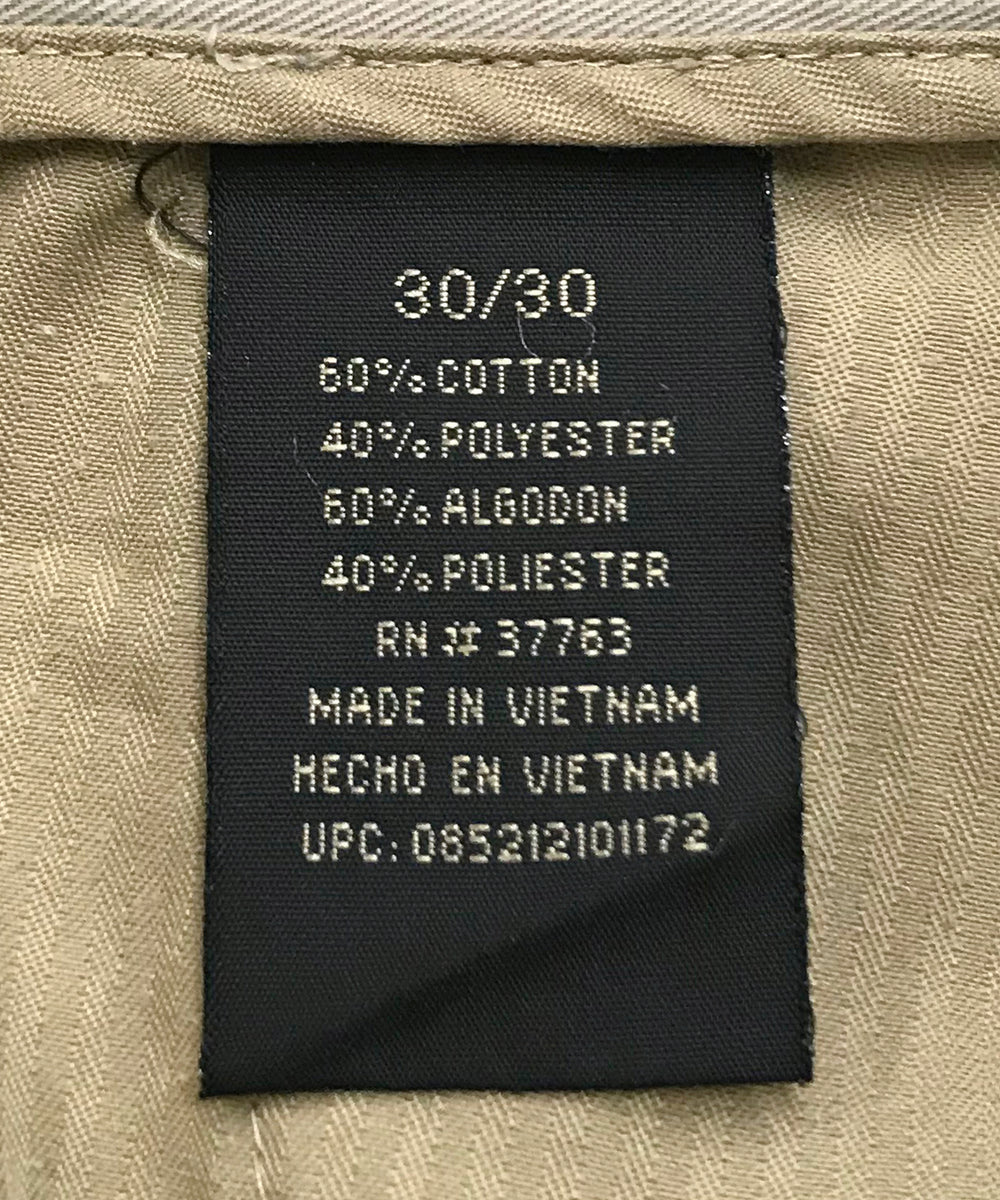 30/30
60% COTTON
40% POLYESTER
60% ALGODON
40% POLIESTER
RN # 37763
MADE IN VIETNAM
HECHO EN VIETNAM
UPC: 085212101172